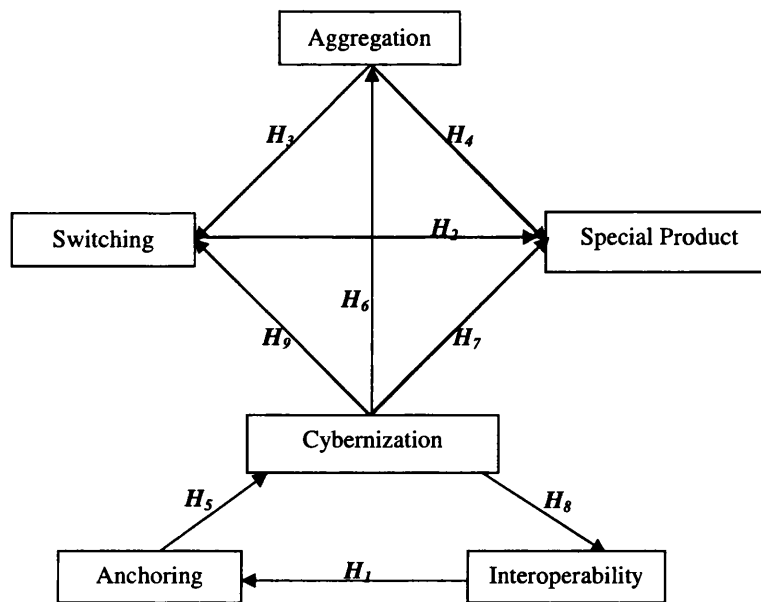 Aggregation
H₃
H₄
Switching
H₂
Special Product
H₆
H₉
H₇
Cybernization
H₅
H₈
Anchoring
H₁
Interoperability